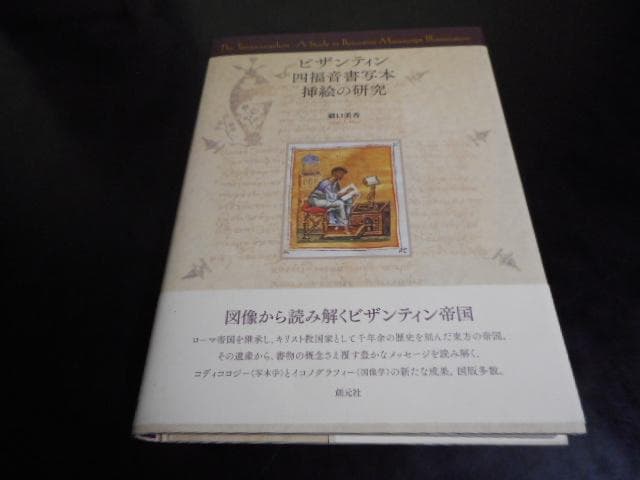 The Tetraevangelion - A Study in Byzantine Manuscript Illumination
ビザンティン
四福音書写本
挿絵の研究
瀧口美香
図像から読み解くビザンティン帝国
ローマ帝国を継承し、キリスト教国家として千年余の歴史を刻んだ東方の帝国。
その遺産から、書物の概念さえ覆す豊かなメッセージを読み解く、
コディココジー〈写本学〉とイコノグラフィー〈図像学〉の新たな成果。図版多数。
創元社